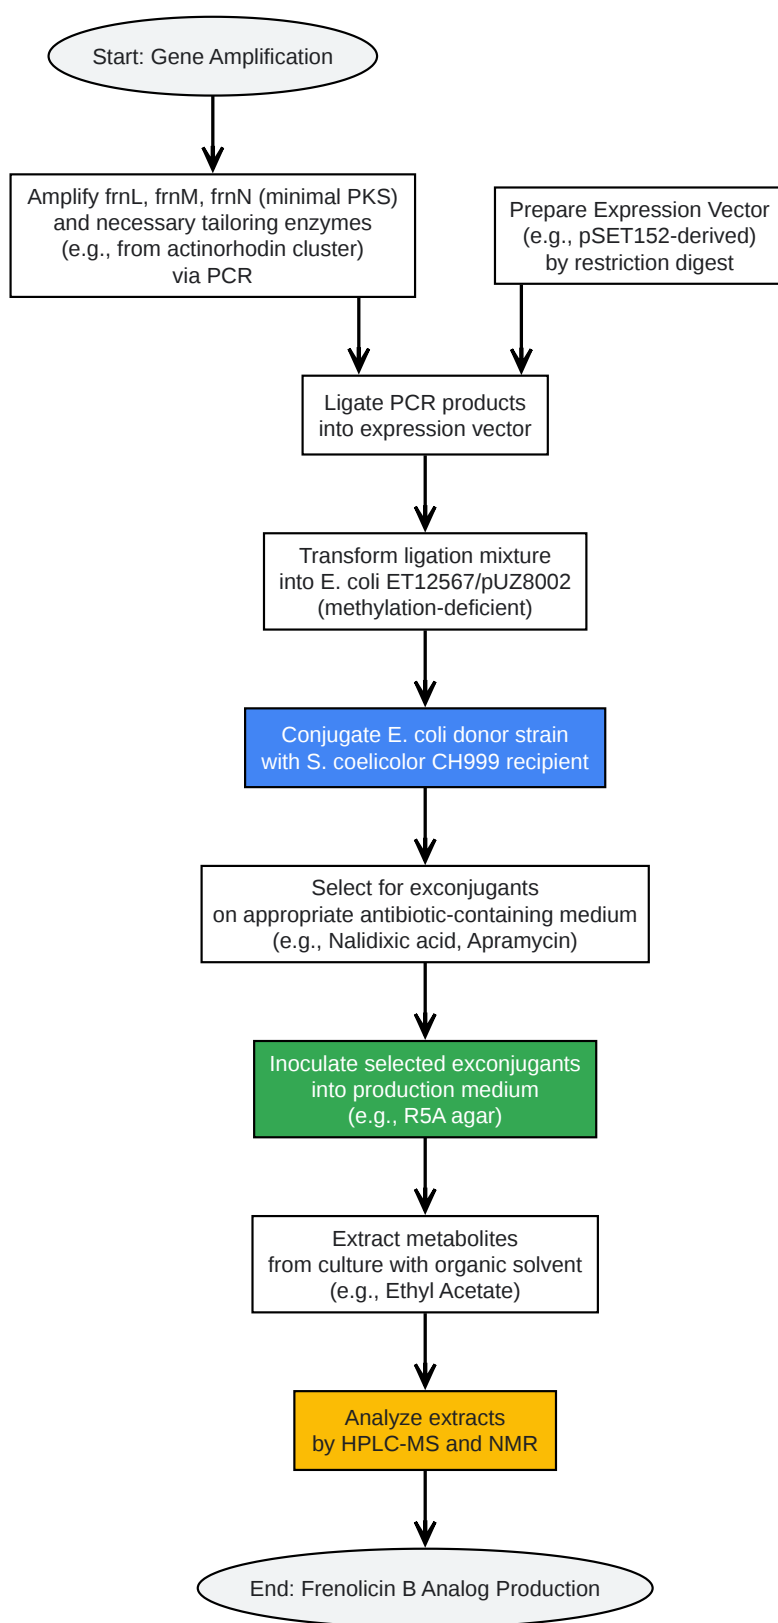 Start: Gene Amplification
Amplify frnL, frnM, frnN (minimal PKS)
and necessary tailoring enzymes
(e.g., from actinorhodin cluster)
via PCR
Prepare Expression Vector
(e.g., pSET152-derived)
by restriction digest
Ligate PCR products
into expression vector
Transform ligation mixture
into E. coli ET12567/pUZ8002
(methylation-deficient)
Conjugate E. coli donor strain
with S. coelicolor CH999 recipient
Select for exconjugants
on appropriate antibiotic-containing medium
(e.g., Nalidixic acid, Apramycin)
Inoculate selected exconjugants
into production medium
(e.g., R5A agar)
Extract metabolites
from culture with organic solvent
(e.g., Ethyl Acetate)
Analyze extracts
by HPLC-MS and NMR
End: Frenolicin B Analog Production